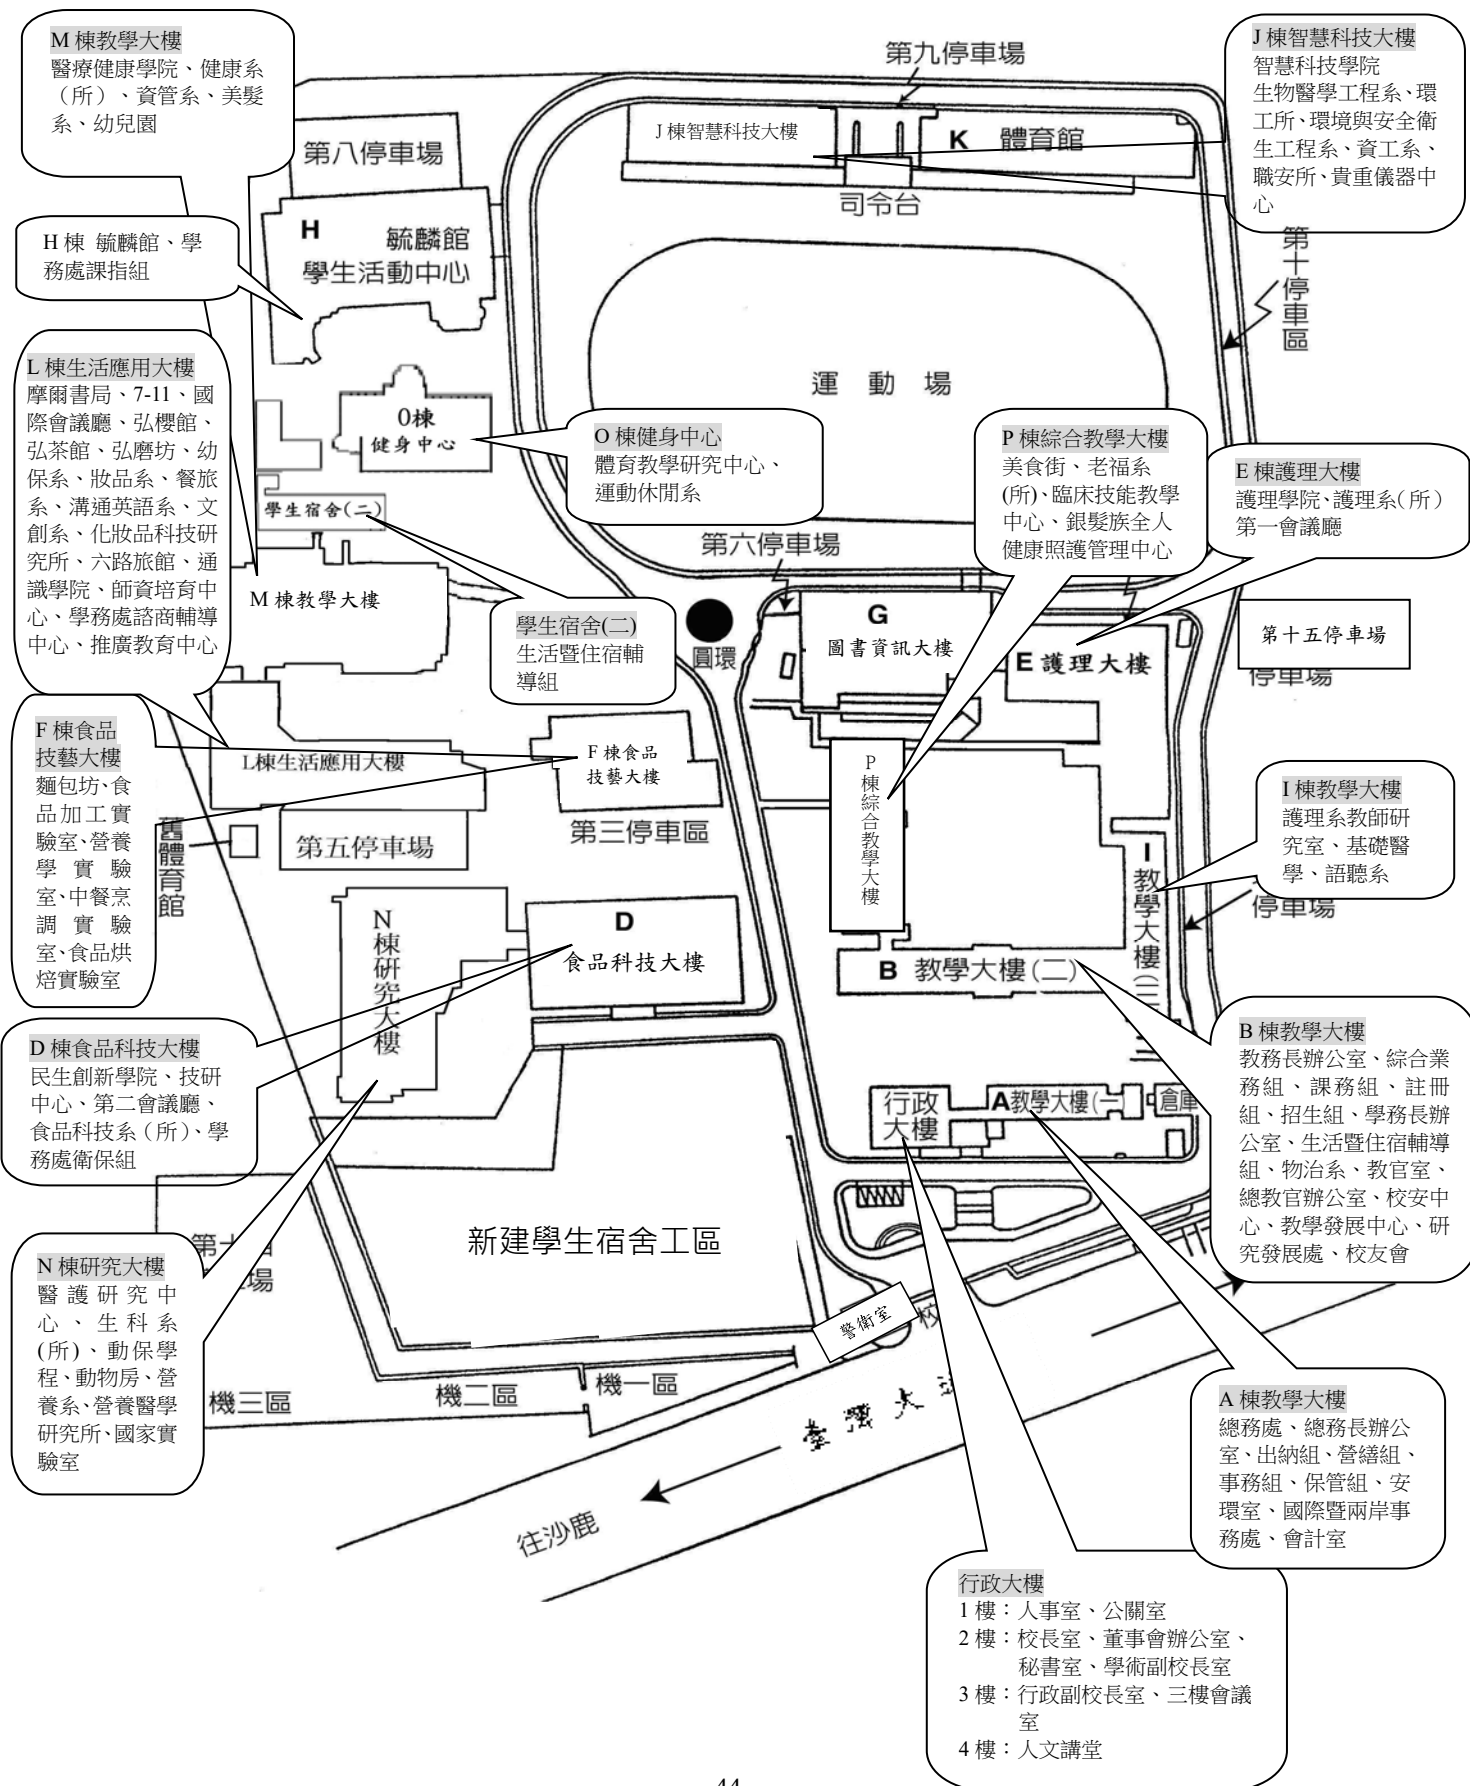 M 棟教學大樓
醫療健康學院、健康系
（所）、資管系、美髮
系、幼兒園
第九停車場
J 棟智慧科技大樓
智慧科技學院
生物醫學工程系、環
工所、環境與安全衛
生工程系、資工系、
職安所、貴重儀器中
心
第八停車場
J 棟智慧科技大樓
K 體育館
司令台
H 毓麟館
學生活動中心
H 棟 毓麟館、學
務處課指組
第十停車區
L 棟生活應用大樓
摩爾書局、7-11、國
際會議廳、弘櫻館、
弘茶館、弘磨坊、幼
保系、妝品系、餐旅
系、溝通英語系、文
創系、化妝品科技研
究所、六路旅館、通
識學院、師資培育中
心、學務處諮商輔導
中心、推廣教育中心
運動場
O棟
健身中心
O 棟健身中心
體育教學研究中心、
運動休閒系
P 棟綜合教學大樓
美食街、老福系
(所)、臨床技能教學
中心、銀髮族全人
健康照護管理中心
E 棟護理大樓
護理學院、護理系（所）
第一會議廳
學生宿舍(二)
第六停車場
M 棟教學大樓
學生宿舍(二)
生活暨住宿輔
導組
圓環
G
圖書資訊大樓
E 護理大樓
第十五停車場
停車場
F 棟食品
技藝大樓
麵包坊、食
品加工實
驗室、營養
學實驗
室、中餐烹
調實驗
室、食品烘
焙實驗室
L棟生活應用大樓
F 棟食品
技藝大樓
P棟綜合教學大樓
I 棟教學大樓
護理系教師研
究室、基礎醫
學、語聽系
舊體育館
第五停車場
第三停車區
I 教學大樓(三
停車場
N棟研究大樓
D
食品科技大樓
B 教學大樓(二)
D 棟食品科技大樓
民生創新學院、技研
中心、第二會議廳、
食品科技系（所）、學
務處衛保組
B 棟教學大樓
教務長辦公室、綜合業
務組、課務組、註冊
組、招生組、學務長辦
公室、生活暨住宿輔導
組、物治系、教官室、
總教官辦公室、校安中
心、教學發展中心、研
究發展處、校友會
行政
大樓
A教學大樓(一
倉庫
新建學生宿舍工區
第十四
場
N 棟研究大樓
醫護研究中
心、生科系
(所)、動保學
程、動物房、營
養系、營養醫學
研究所、國家實
驗室
警衛室
校
機三區
機二區
機一區
臺灣大
往沙鹿
A 棟教學大樓
總務處、總務長辦公
室、出納組、營繕組、
事務組、保管組、安
環室、國際暨兩岸事
務處、會計室
行政大樓
1 樓：人事室、公關室
2 樓：校長室、董事會辦公室、
秘書室、學術副校長室
3 樓：行政副校長室、三樓會議
室
4 樓：人文講堂
44